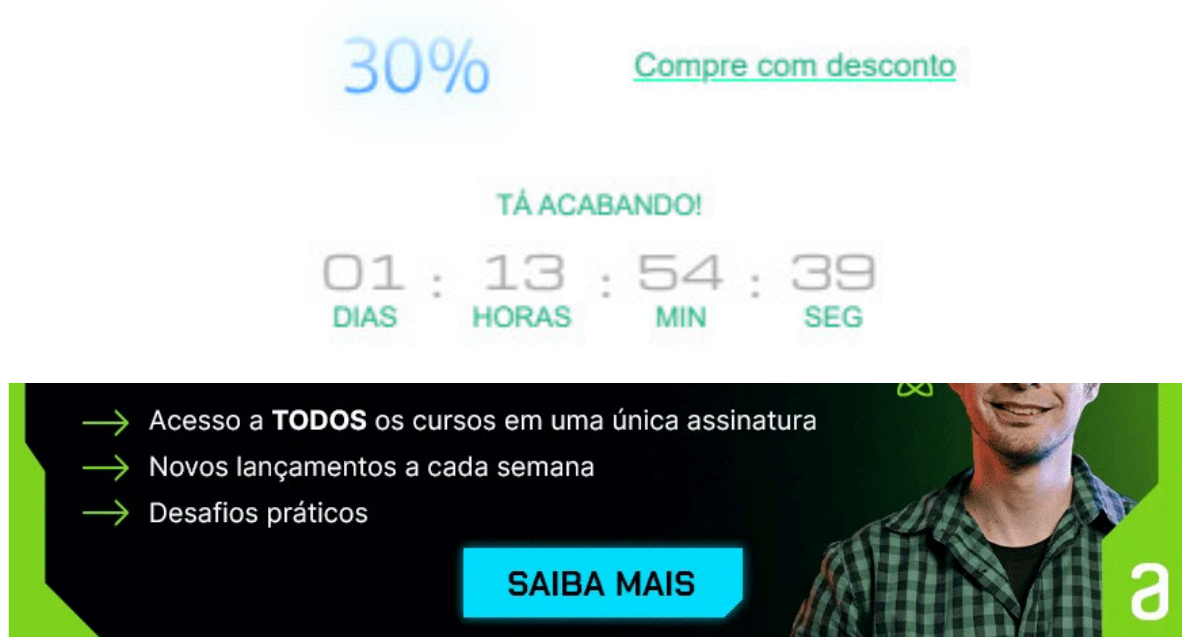 30% Compre com desconto
TÁ ACABANDO!
01 : 13 : 54 : 39
DIAS HORAS MIN SEG
Acesso a TODOS os cursos em uma única assinatura
Novos lançamentos a cada semana
Desafios práticos
SAIBA MAIS
a